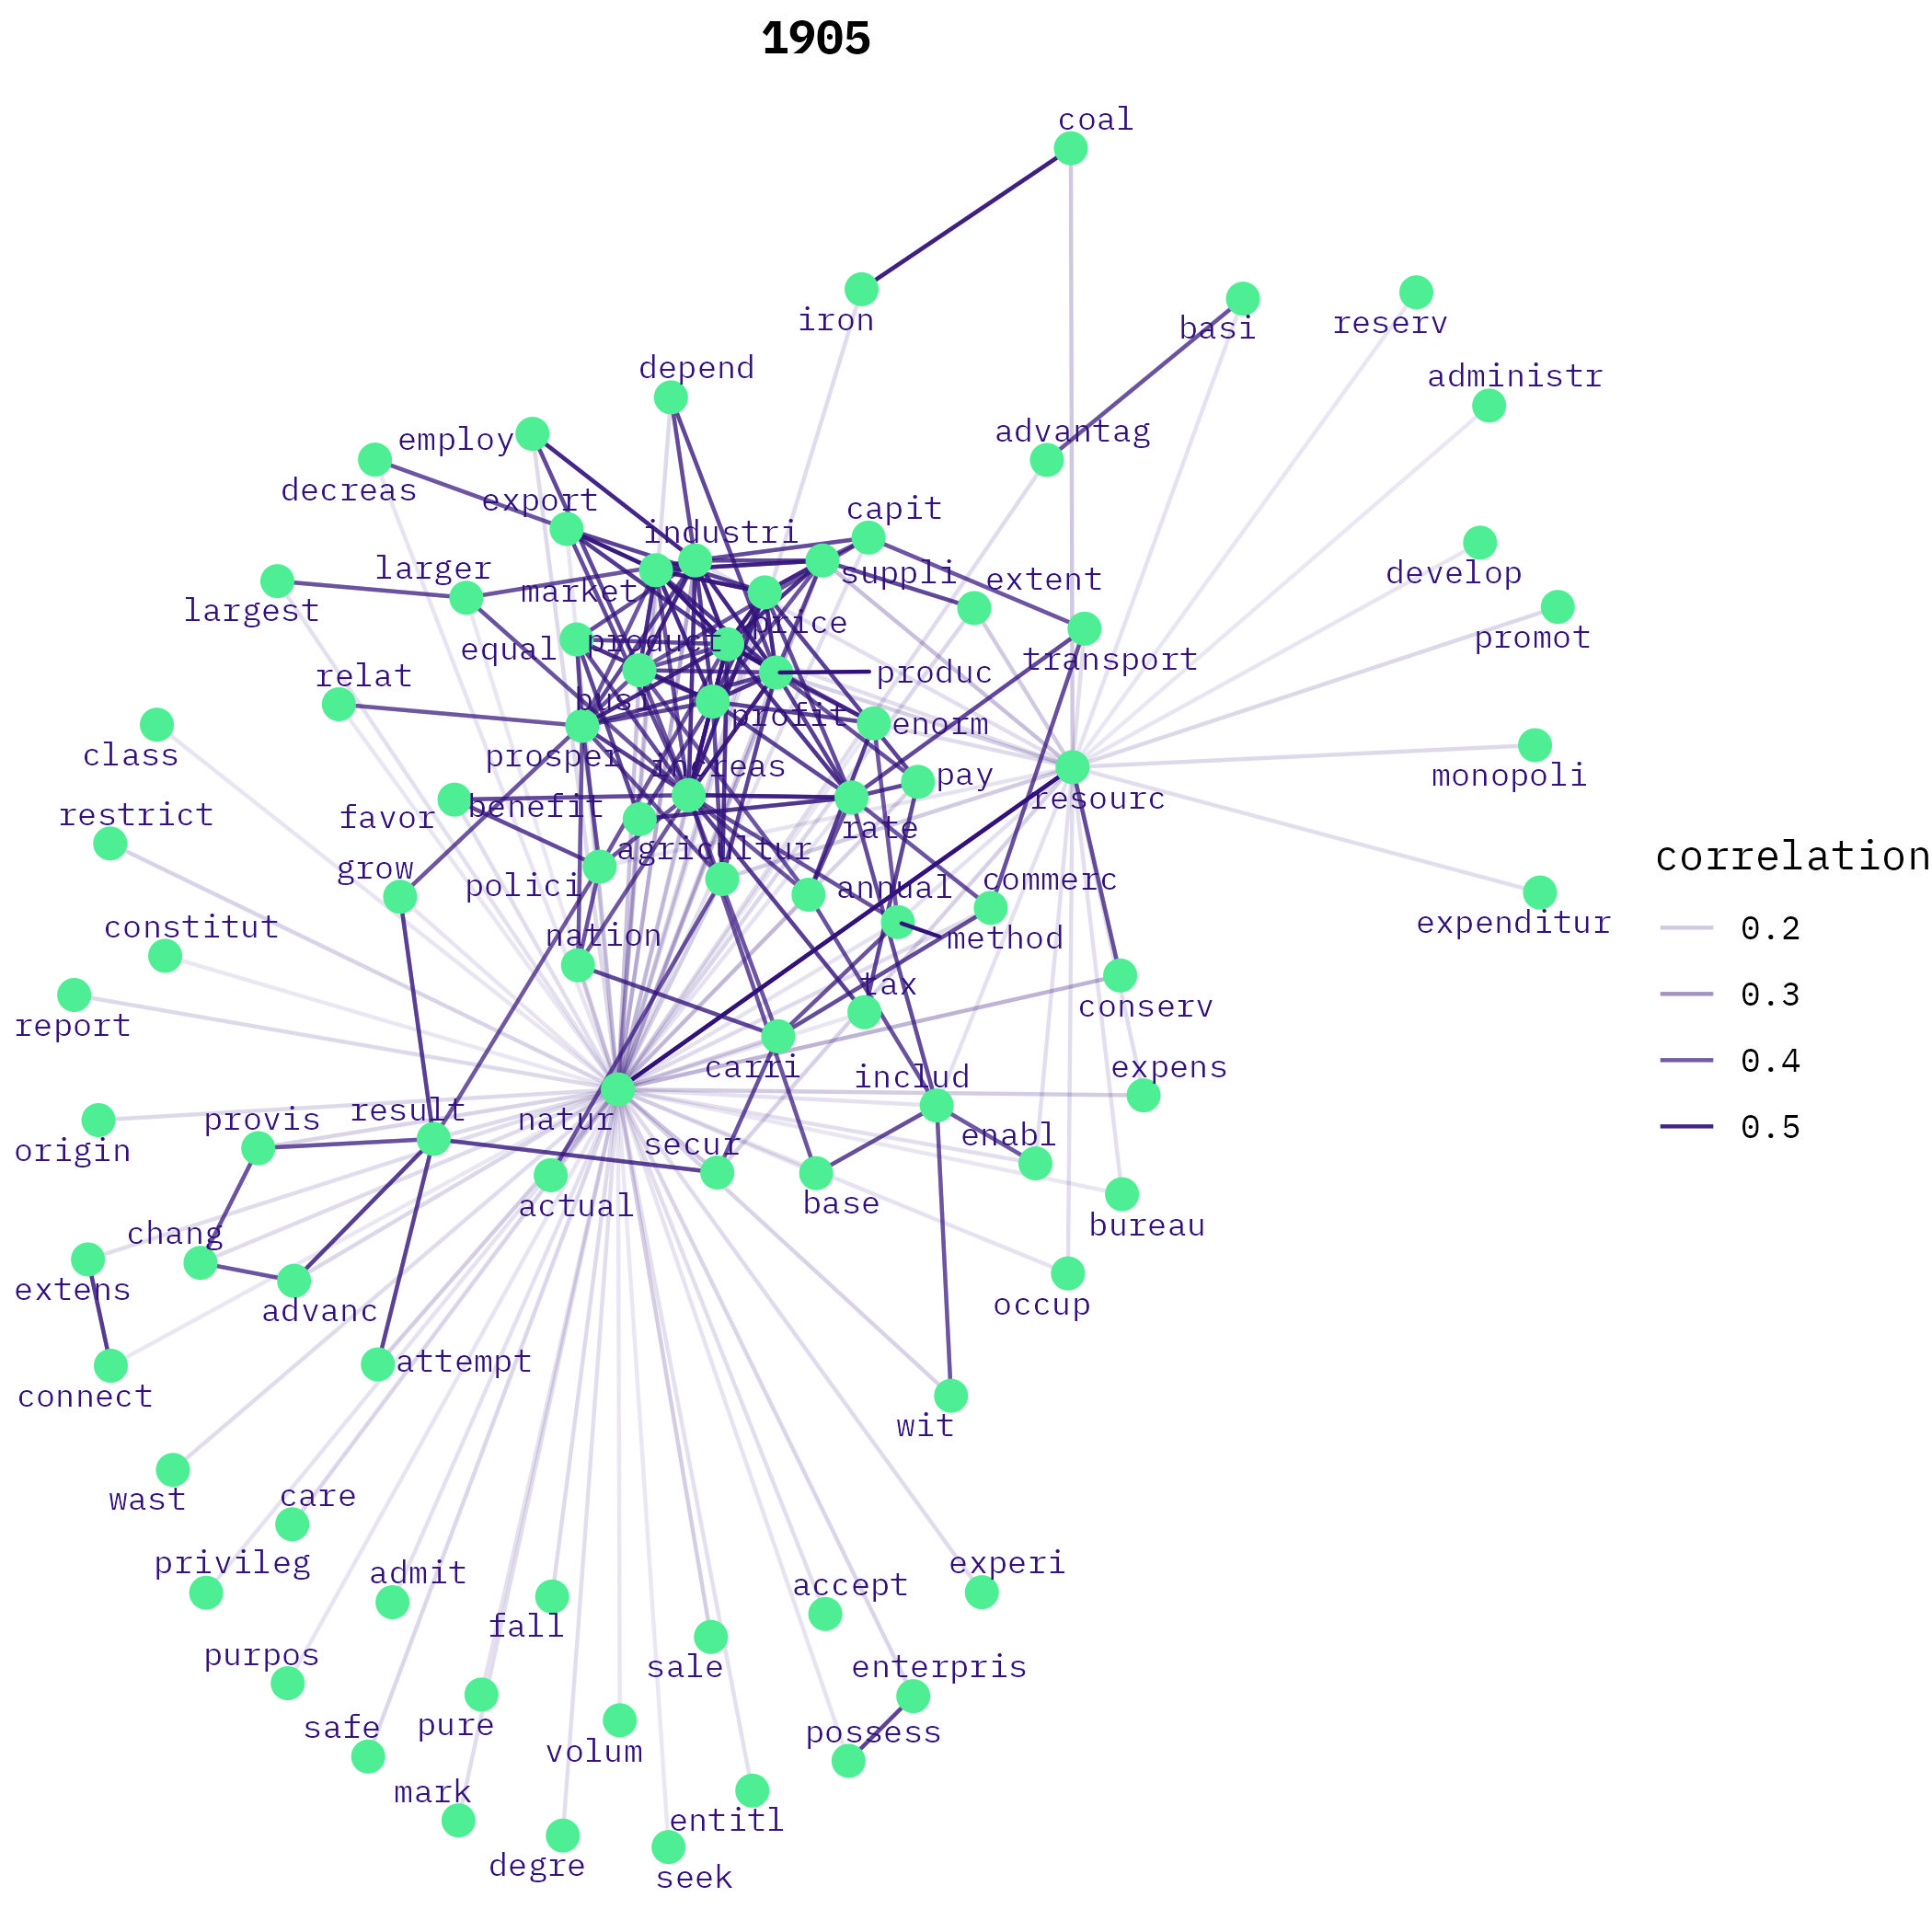 1905
coal
iron
basi
reserv
depend
administr
employ
advantag
decreas
export
capit
industri
larger
suppli
extent
develop
largest
market
price
promot
equal
product
transport
relat
produc
busi
profit
enorm
class
prosper
increas
pay
monopoli
restrict
favor
benefit
rate
resourc
grow
agricultur
polici
annual
commerc
expenditur
constitut
nation
method
report
tax
conserv
carri
includ
expens
provis
result
natur
origin
secur
enabl
actual
base
bureau
chang
extens
advanc
occup
connect
attempt
wit
wast
care
privileg
admit
accept
experi
fall
purpos
sale
enterpris
safe
pure
volum
possess
mark
entitl
degre
seek
correlation
0.2
0.3
0.4
0.5